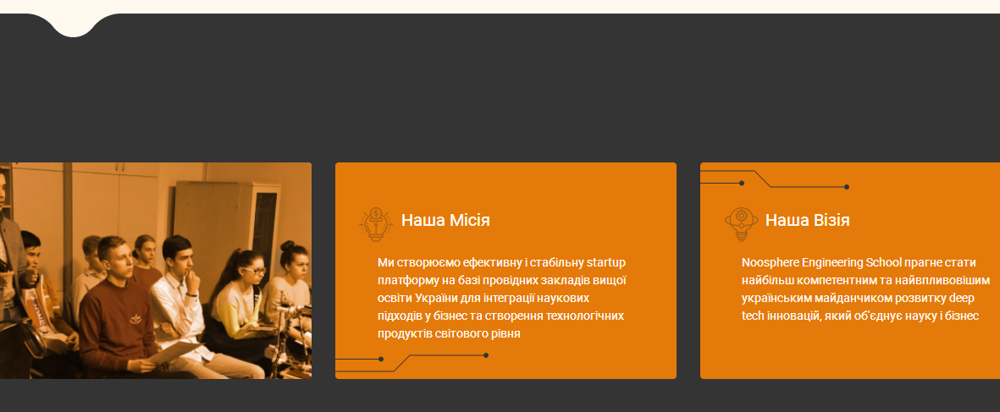 Наша Місія
Ми створюємо ефективну і стабільну startup
платформу на базі провідних закладів вищої
освіти України для інтеграції наукових
підходів у бізнес та створення технологічних
продуктів світового рівня
Наша Візія
Noosphere Engineering School прагне стати
найбільш компетентним та найвпливовішим
українським майданчиком розвитку deep
tech інновацій, який об'єднує науку і бізнес